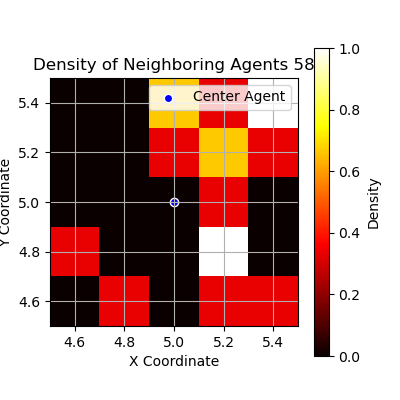 Density of Neighboring Agents 58
Center Agent
5.4
5.2
5.0
4.8
4.6
Y Coordinate
4.6 4.8 5.0 5.2 5.4
X Coordinate
1.0
0.8
0.6
0.4
0.2
0.0
Density